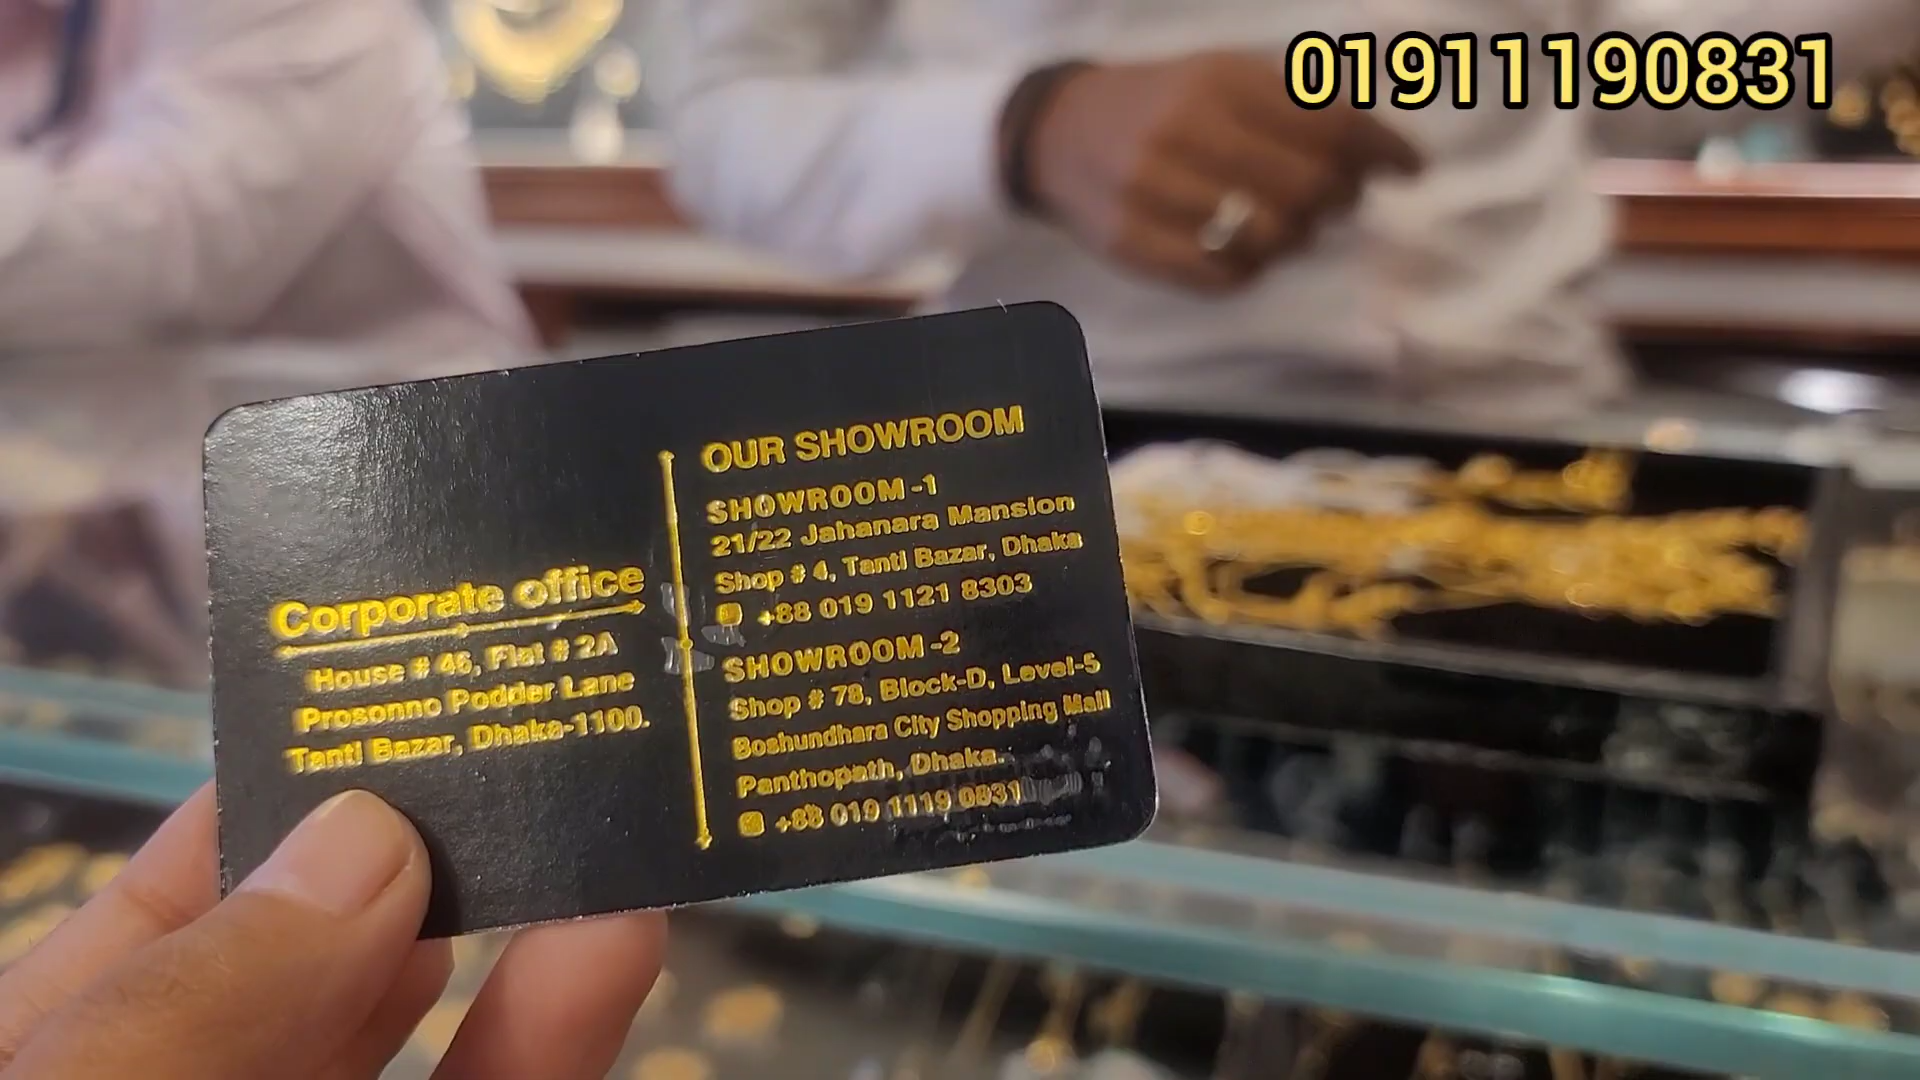 01911190831
Corporate office
House # 46, Flat # 2A
Prosonno Podder Lane
Tanti Bazar, Dhaka-1100.
OUR SHOWROOM
SHOWROOM -1
21/22 Jahanara Mansion
Shop # 4, Tanti Bazar, Dhaka
+88 019 1121 8303
SHOWROOM -2
Shop # 78, Block-D, Level-5
Boshundhara City Shopping Mall
Panthopath, Dhaka.
+88 019 1119 0831